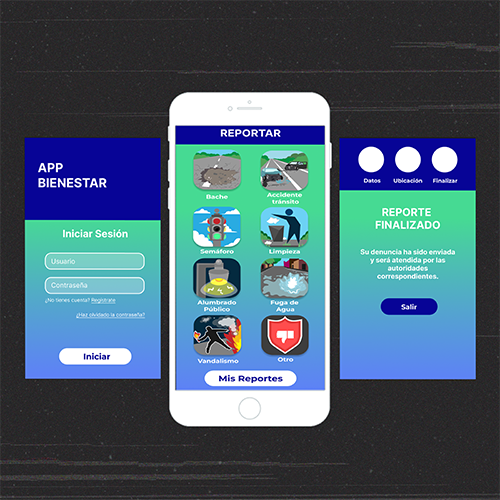 APP
BIENESTAR
Iniciar Sesión
Usuario
Contraseña
¿No tienes cuenta? Regístrate
¿Haz olvidado la contraseña?
Iniciar
REPORTAR
Bache
Accidente
tránsito
Semáforo
Limpieza
Alumbrado
Público
Fuga de
Agua
Vandalismo
Otro
Mis Reportes
Datos
Ubicación
Finalizar
REPORTE
FINALIZADO
Su denuncia ha sido enviada
y será atendida por las
autoridades
correspondientes.
Salir